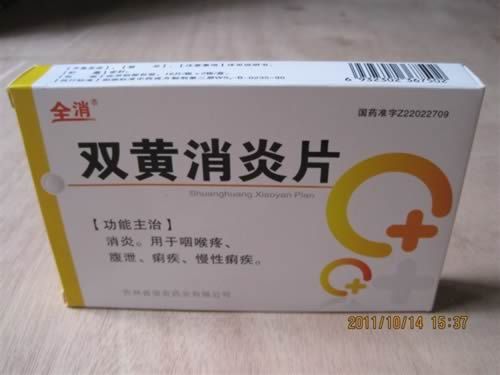 全消®
国药准字Z22022709
双黄消炎片
Shuanghuang Xiaoyan Pian
【功能主治】
消炎。用于咽喉疼、
腹泄、痢疾、慢性痢疾。
2011/10/14 15:37